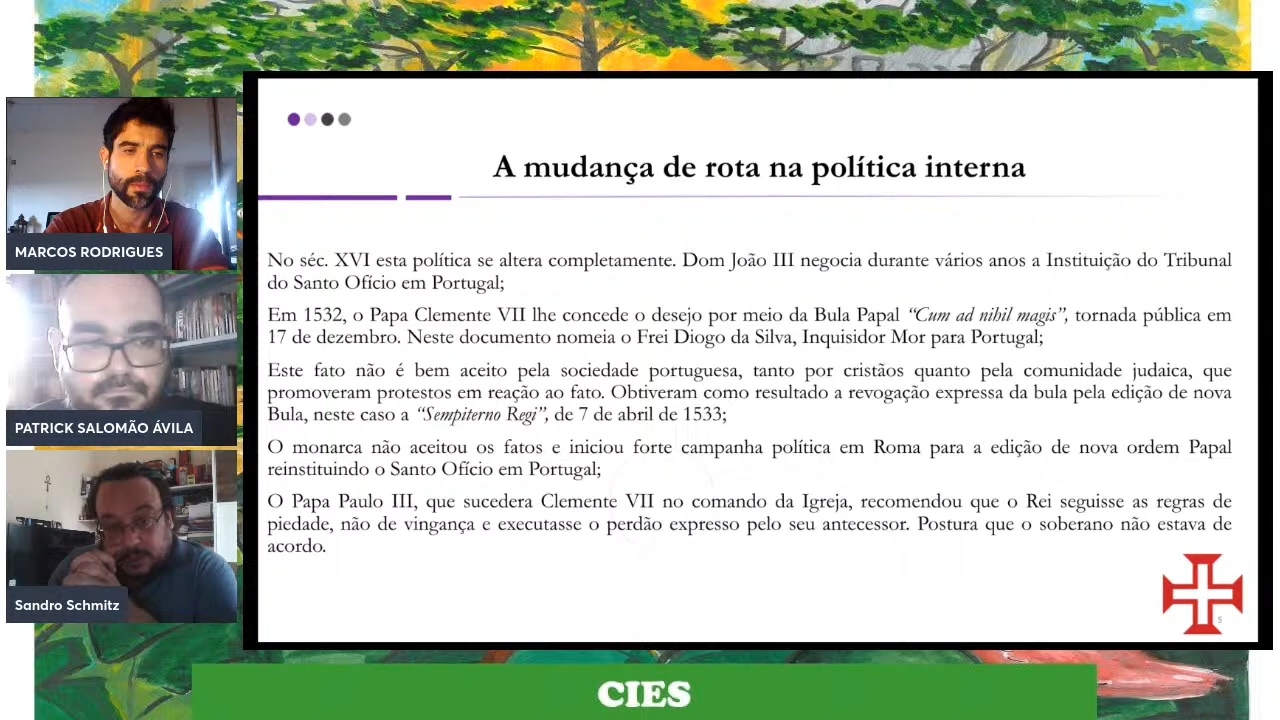 A mudança de rota na política interna
No séc. XVI esta política se altera completamente. Dom João III negocia durante vários anos a Instituição do Tribunal
do Santo Ofício em Portugal;
Em 1532, o Papa Clemente VII lhe concede o desejo por meio da Bula Papal “Cum ad nihil magis”, tornada pública em
17 de dezembro. Neste documento nomeia o Frei Diogo da Silva, Inquisidor Mor para Portugal;
Este fato não é bem aceito pela sociedade portuguesa, tanto por cristãos quanto pela comunidade judaica, que
promoveram protestos em reação ao fato. Obtiveram como resultado a revogação expressa da bula pela edição de nova
Bula, neste caso a “Sempiterno Regi”, de 7 de abril de 1533;
O monarca não aceitou os fatos e iniciou forte campanha política em Roma para a edição de nova ordem Papal
reinstituindo o Santo Ofício em Portugal;
O Papa Paulo III, que sucedera Clemente VII no comando da Igreja, recomendou que o Rei seguisse as regras de
piedade, não de vingança e executasse o perdão expresso pelo seu antecessor. Postura que o soberano não estava de
acordo.
5
MARCOS RODRIGUES
PATRICK SALOMÃO ÁVILA
Sandro Schmitz
CIES